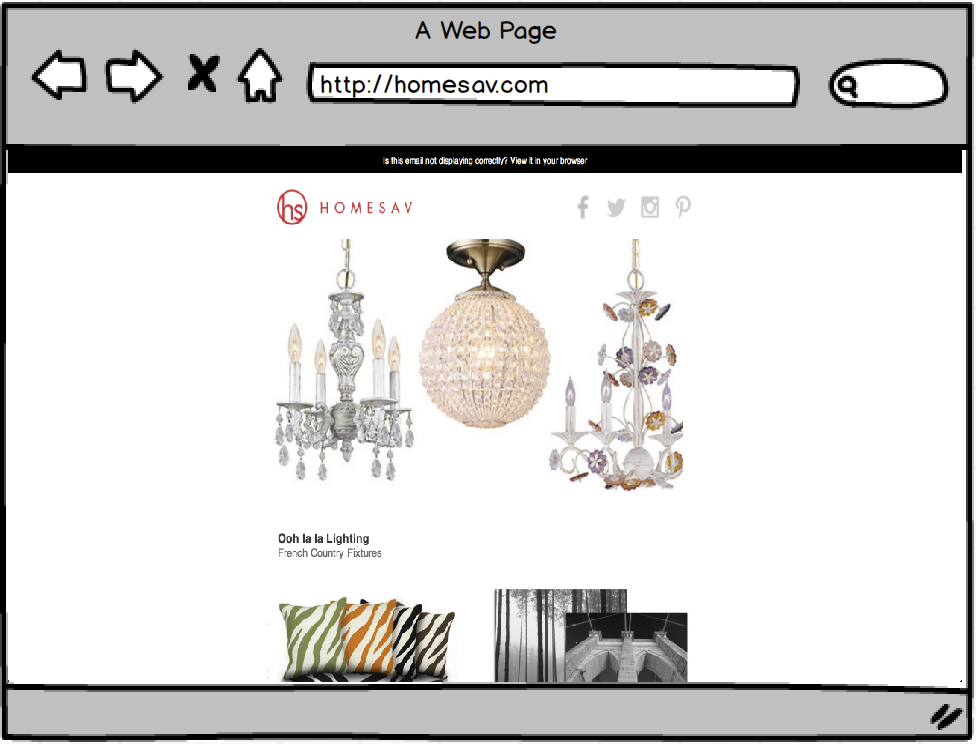 A Web Page
http://homesav.com
Is this email not displaying correctly? View it in your browser
hs HOMESAV
Ooh la la Lighting
French Country Fixtures